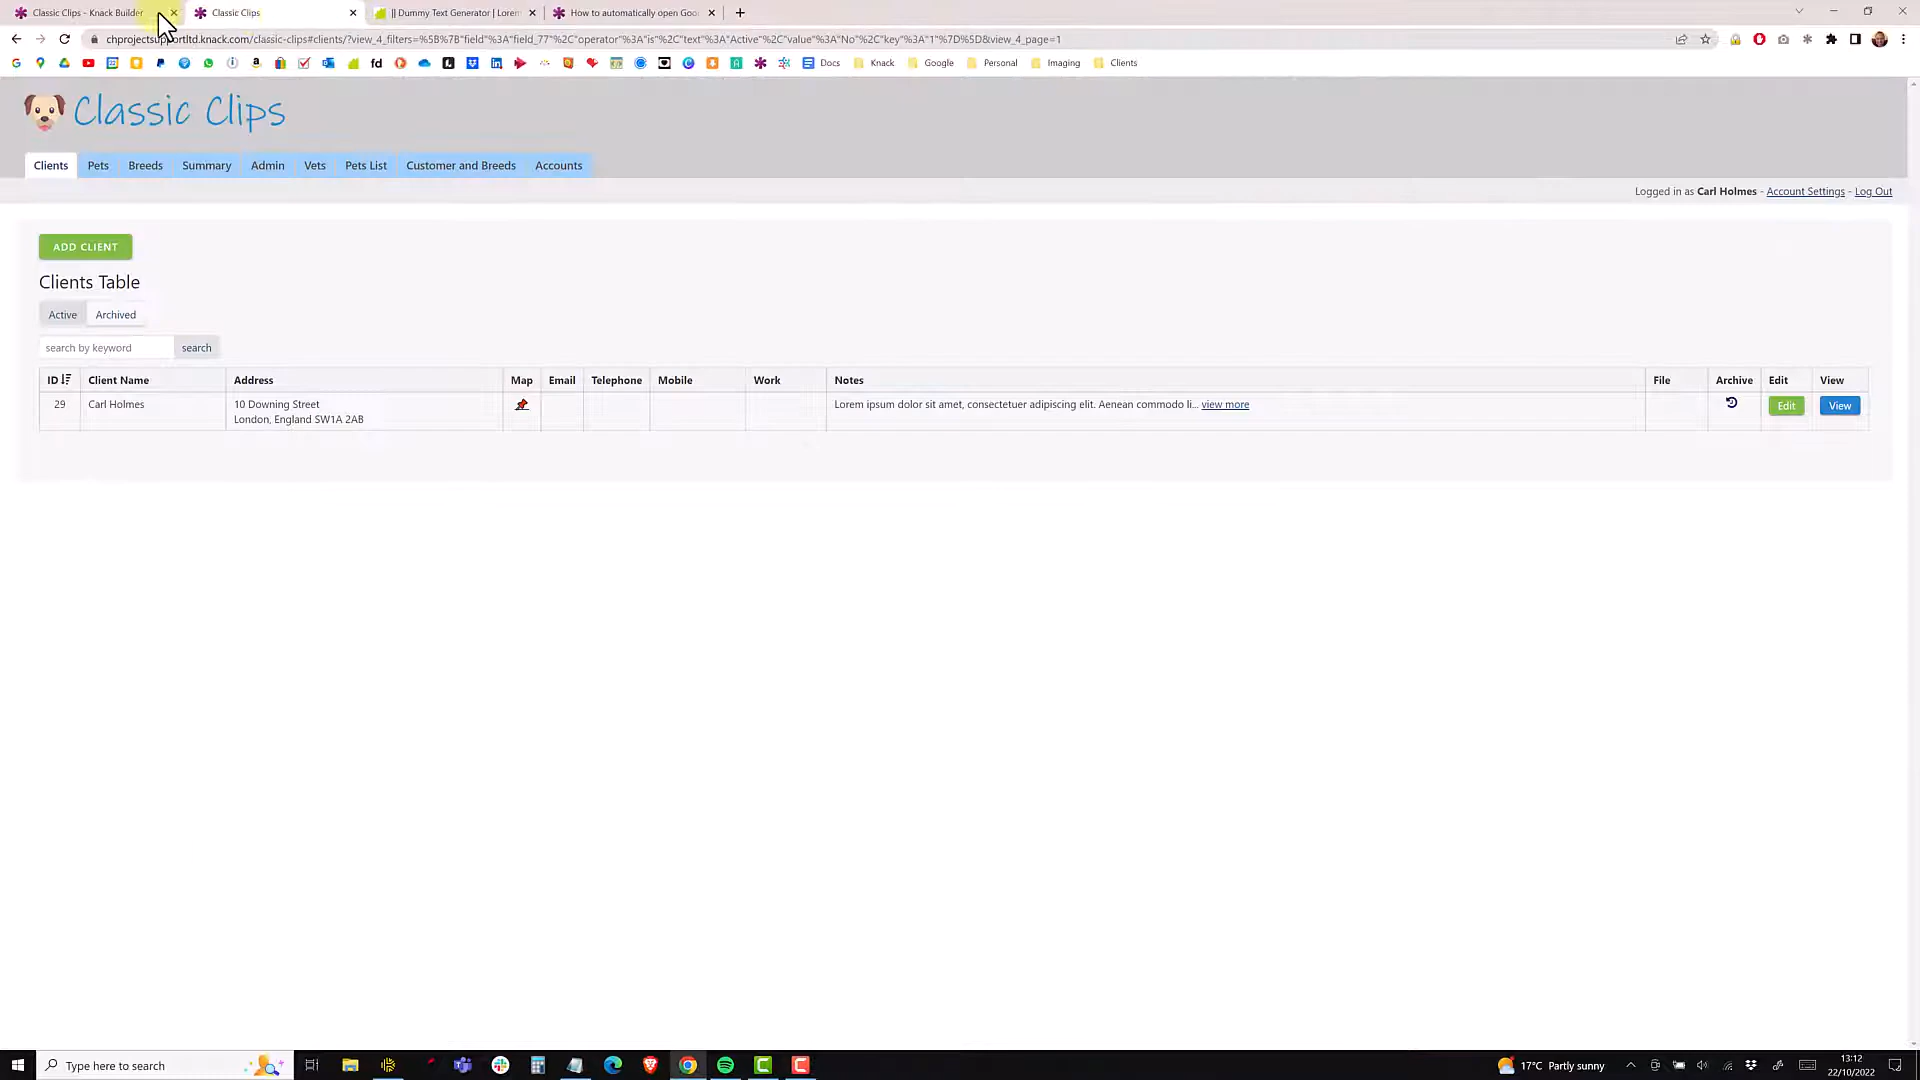 Classic Clips - Knack Builder
Classic Clips
|| Dummy Text Generator | Lorem
How to automatically open Goo
chprojectsupportltd.knack.com/classic-clips#clients/?view_4_filters=%5B%7B"field"%3A"field_77"%2C"operator"%3A"is"%2C"text"%3A"Active"%2C"value"%3A"No"%2C"key"%3A"1"%7D%5D&view_4_page=1
fd
Docs
Knack
Google
Personal
Imaging
Clients
Classic Clips
Clients
Pets
Breeds
Summary
Admin
Vets
Pets List
Customer and Breeds
Accounts
Logged in as Carl Holmes - Account Settings - Log Out
ADD CLIENT
Clients Table
Active
Archived
search by keyword
search
ID
Client Name
Address
Map
Email
Telephone
Mobile
Work
Notes
File
Archive
Edit
View
29
Carl Holmes
10 Downing Street
London, England SW1A 2AB
Lorem ipsum dolor sit amet, consectetuer adipiscing elit. Aenean commodo li... view more
Edit
View
Type here to search
17°C Partly sunny
13:12
22/10/2022